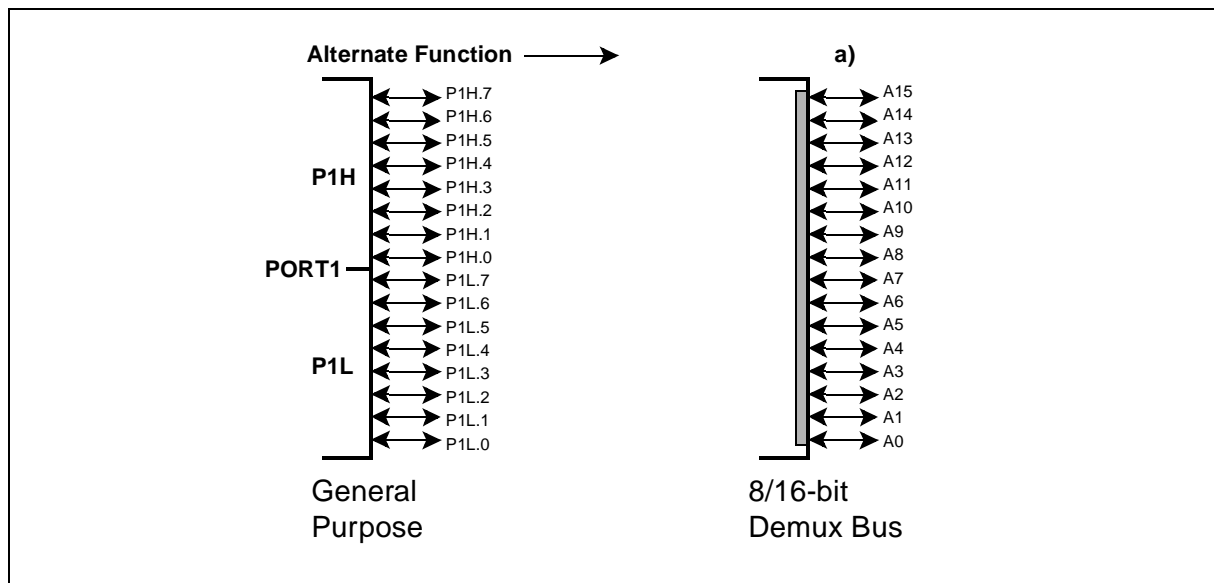 Alternate Function
a)
P1H
PORT1
P1L
P1H.7
P1H.6
P1H.5
P1H.4
P1H.3
P1H.2
P1H.1
P1H.0
P1L.7
P1L.6
P1L.5
P1L.4
P1L.3
P1L.2
P1L.1
P1L.0
A15
A14
A13
A12
A11
A10
A9
A8
A7
A6
A5
A4
A3
A2
A1
A0
General
Purpose
8/16-bit
Demux Bus